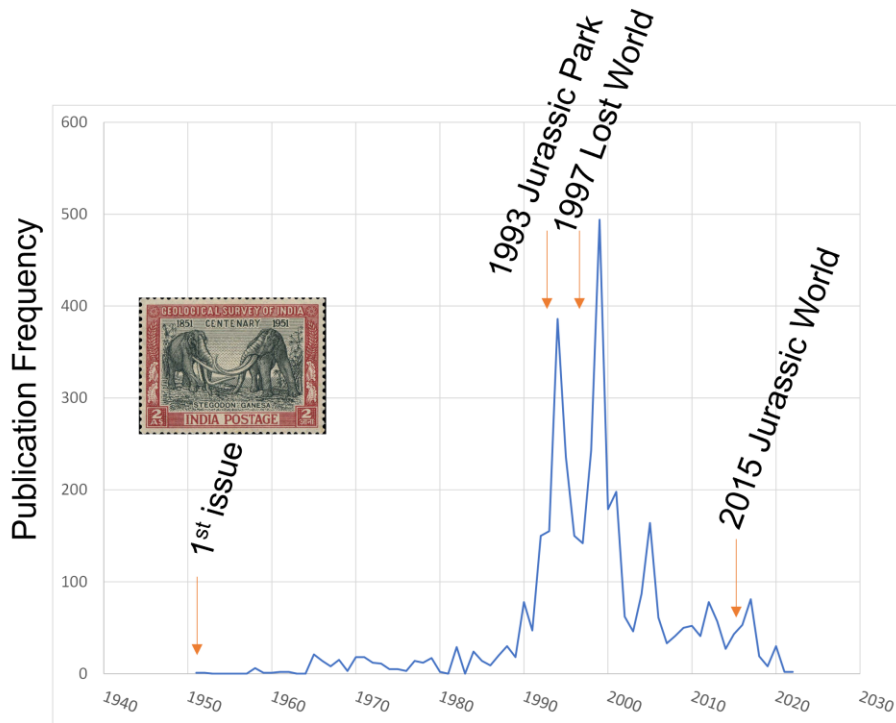 1993 Jurassic Park
1997 Lost World
2015 Jurassic World
Publication Frequency
600
500
400
300
200
100
0
GEOLOGICAL SURVEY OF INDIA
1851 CENTENARY 1951
STEGODON GANESA
2 INDIA POSTAGE 2
AS
1st issue
1940
1950
1960
1970
1980
1990
2000
2010
2020
2030